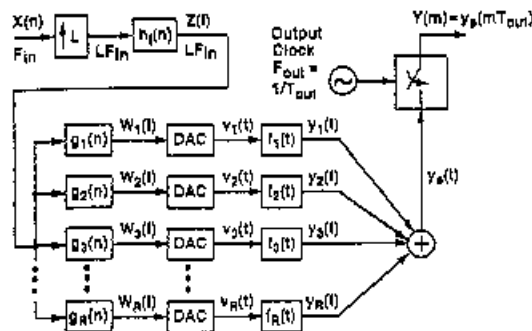 X(n)
F_in
L
LF_in
h_I(n)
Z(l)
LF_in
Output
Clock
F_out =
1/T_out
Y(m)=y_s(mT_out)
g_1(n)
W_1(l)
DAC
v_1(t)
f_1(t)
y_1(t)
g_2(n)
W_2(l)
DAC
v_2(t)
f_2(t)
y_2(t)
y_s(t)
g_3(n)
W_3(l)
DAC
v_3(t)
f_3(t)
y_3(t)
+
g_R(n)
W_R(l)
DAC
v_R(t)
f_R(t)
y_R(t)